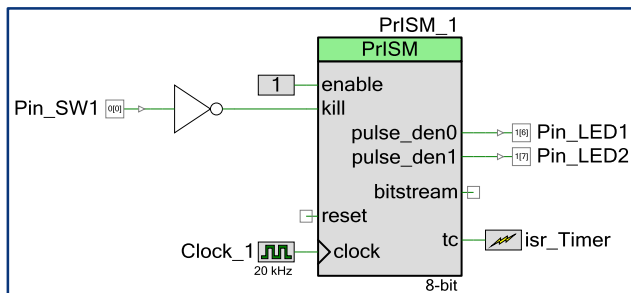 PrISM_1
PrISM
1
enable
Pin_SW1
0[0]
kill
pulse_den0
1[6]
Pin_LED1
pulse_den1
1[7]
Pin_LED2
bitstream
reset
Clock_1
clock
tc
isr_Timer
20 kHz
8-bit